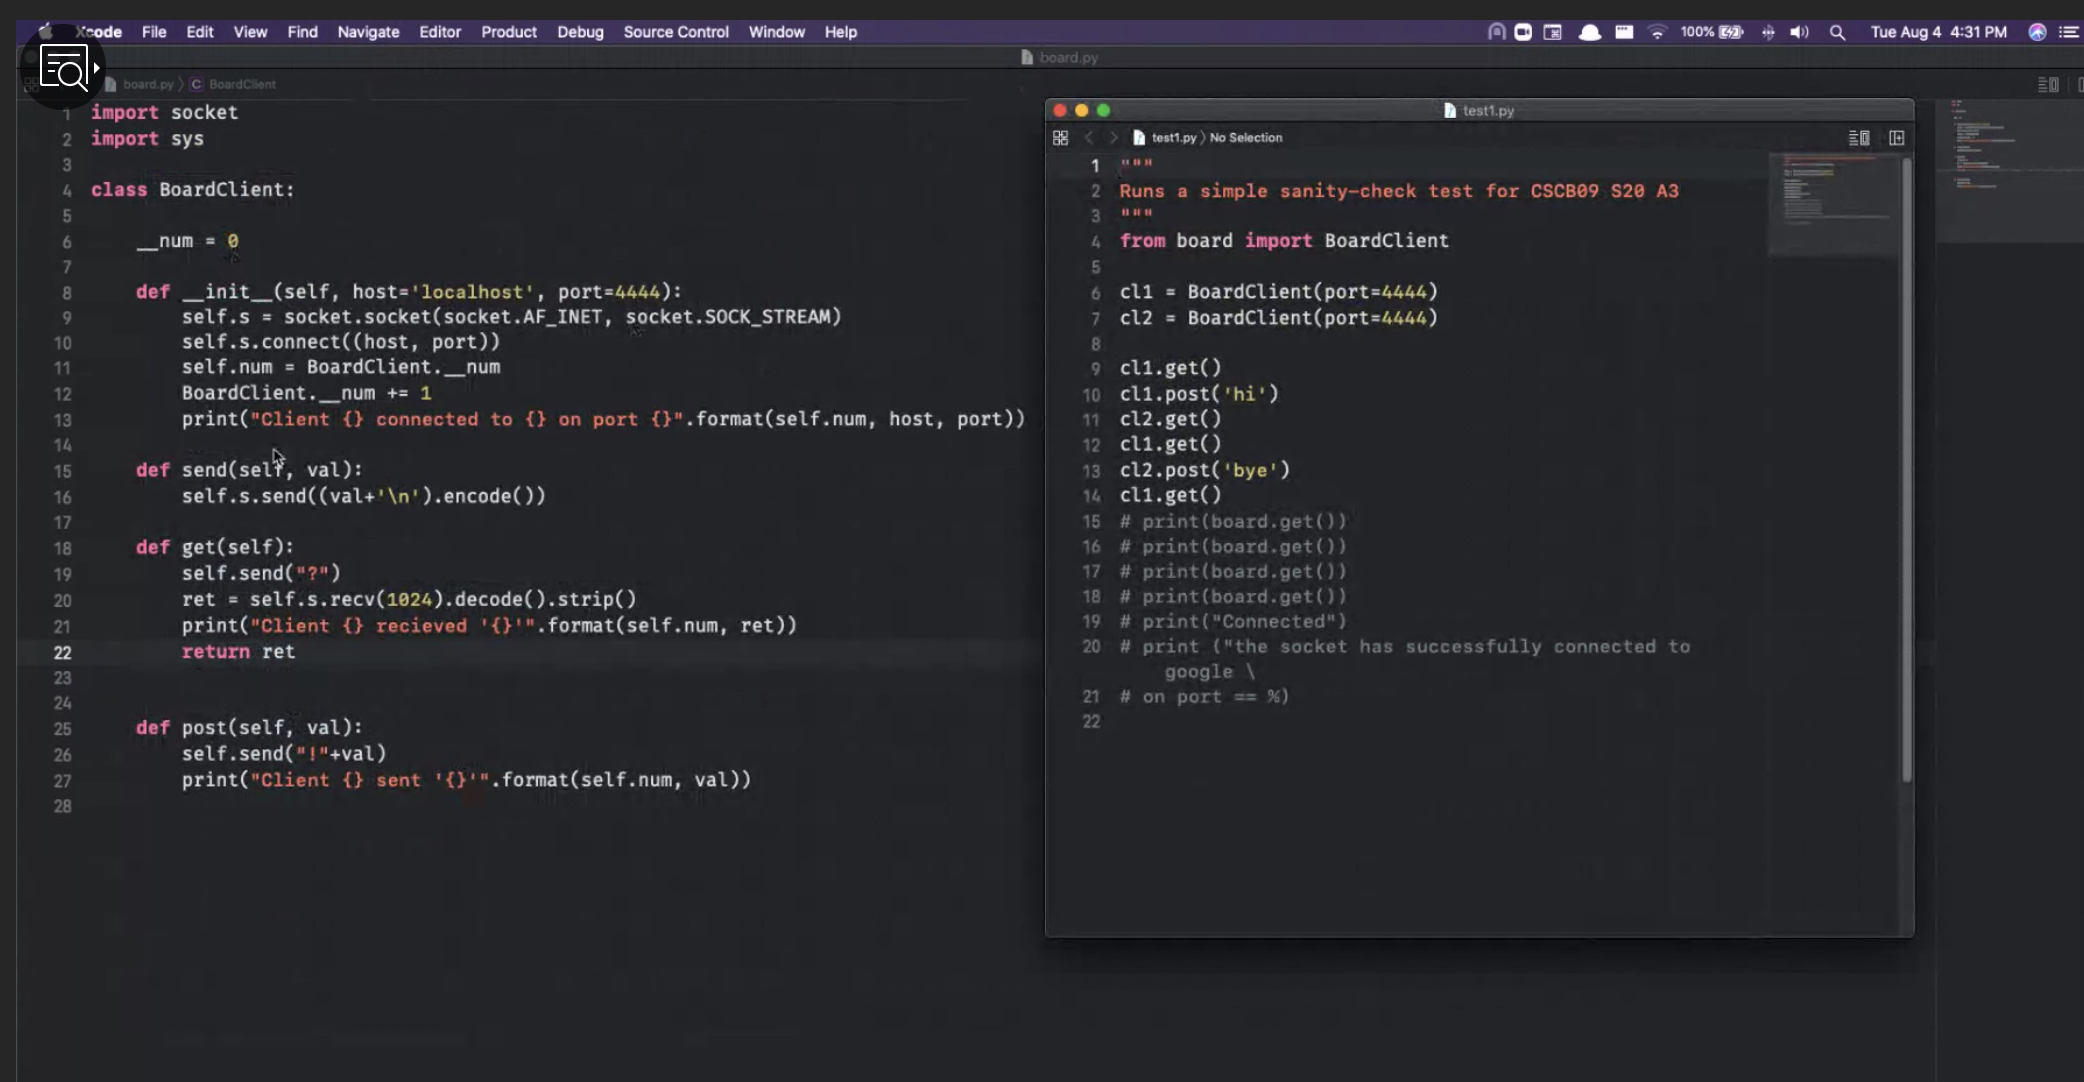 Xcode File Edit View Find Navigate Editor Product Debug Source Control Window Help 100% Tue Aug 4 4:31 PM
board.py
board.py 〉 C BoardClient
1 import socket
2 import sys
3
4 class BoardClient:
5
6 __num = 0
7
8 def __init__(self, host='localhost', port=4444):
9 self.s = socket.socket(socket.AF_INET, socket.SOCK_STREAM)
10 self.s.connect((host, port))
11 self.num = BoardClient.__num
12 BoardClient.__num += 1
13 print("Client {} connected to {} on port {}".format(self.num, host, port))
14
15 def send(self, val):
16 self.s.send((val+'\n').encode())
17
18 def get(self):
19 self.send("?")
20 ret = self.s.recv(1024).decode().strip()
21 print("Client {} recieved '{}'".format(self.num, ret))
22 return ret
23
24
25 def post(self, val):
26 self.send("!"+val)
27 print("Client {} sent '{}'".format(self.num, val))
28
test1.py
test1.py 〉 No Selection
1 """
2 Runs a simple sanity-check test for CSCB09 S20 A3
3 """
4 from board import BoardClient
5
6 cl1 = BoardClient(port=4444)
7 cl2 = BoardClient(port=4444)
8
9 cl1.get()
10 cl1.post('hi')
11 cl2.get()
12 cl1.get()
13 cl2.post('bye')
14 cl1.get()
15 # print(board.get())
16 # print(board.get())
17 # print(board.get())
18 # print(board.get())
19 # print("Connected")
20 # print ("the socket has successfully connected to
google \
21 # on port == %)
22